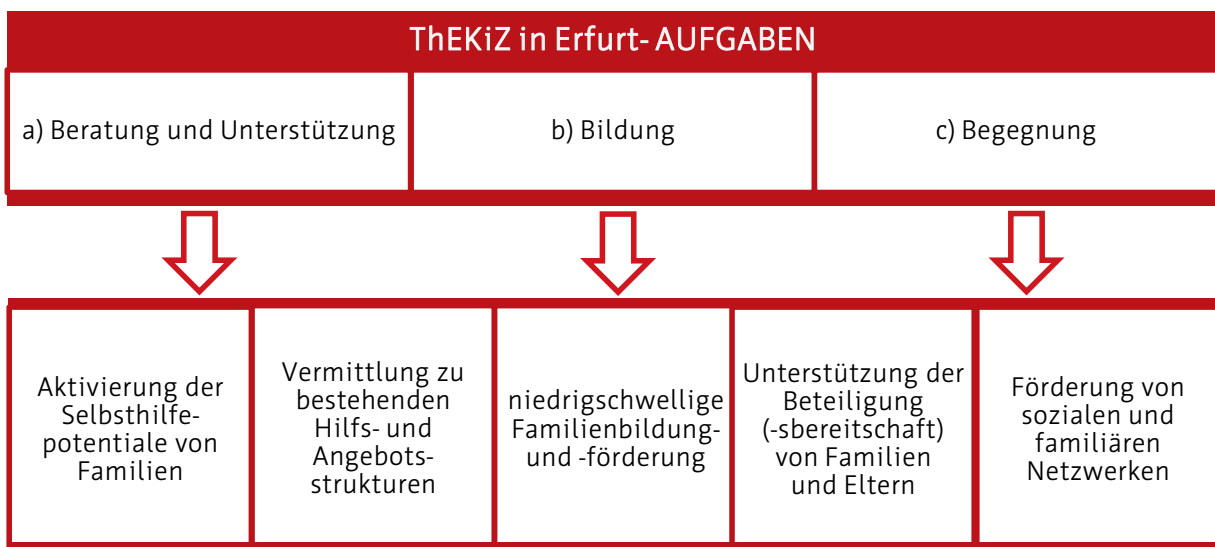 ThEKiZ in Erfurt- AUFGABEN
a) Beratung und Unterstützung
b) Bildung
c) Begegnung
Aktivierung der
Selbsthilfe-
potentiale von
Familien
Vermittlung zu
bestehenden
Hilfs- und
Angebots-
strukturen
niedrigschwellige
Familienbildung-
und -förderung
Unterstützung der
Beteiligung
(-sbereitschaft)
von Familien
und Eltern
Förderung von
sozialen und
familiären
Netzwerken